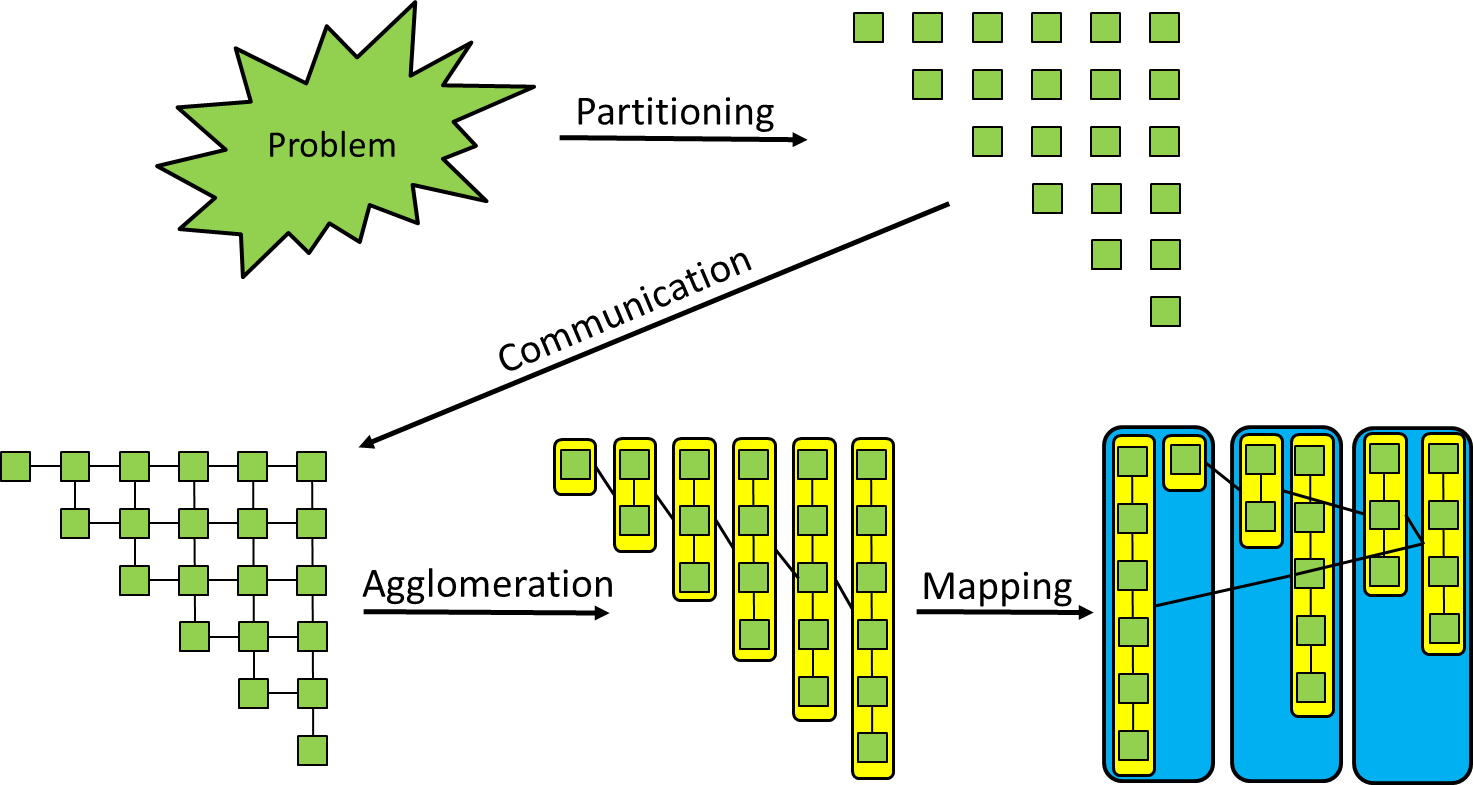 Problem
Partitioning
Communication
Agglomeration
Mapping